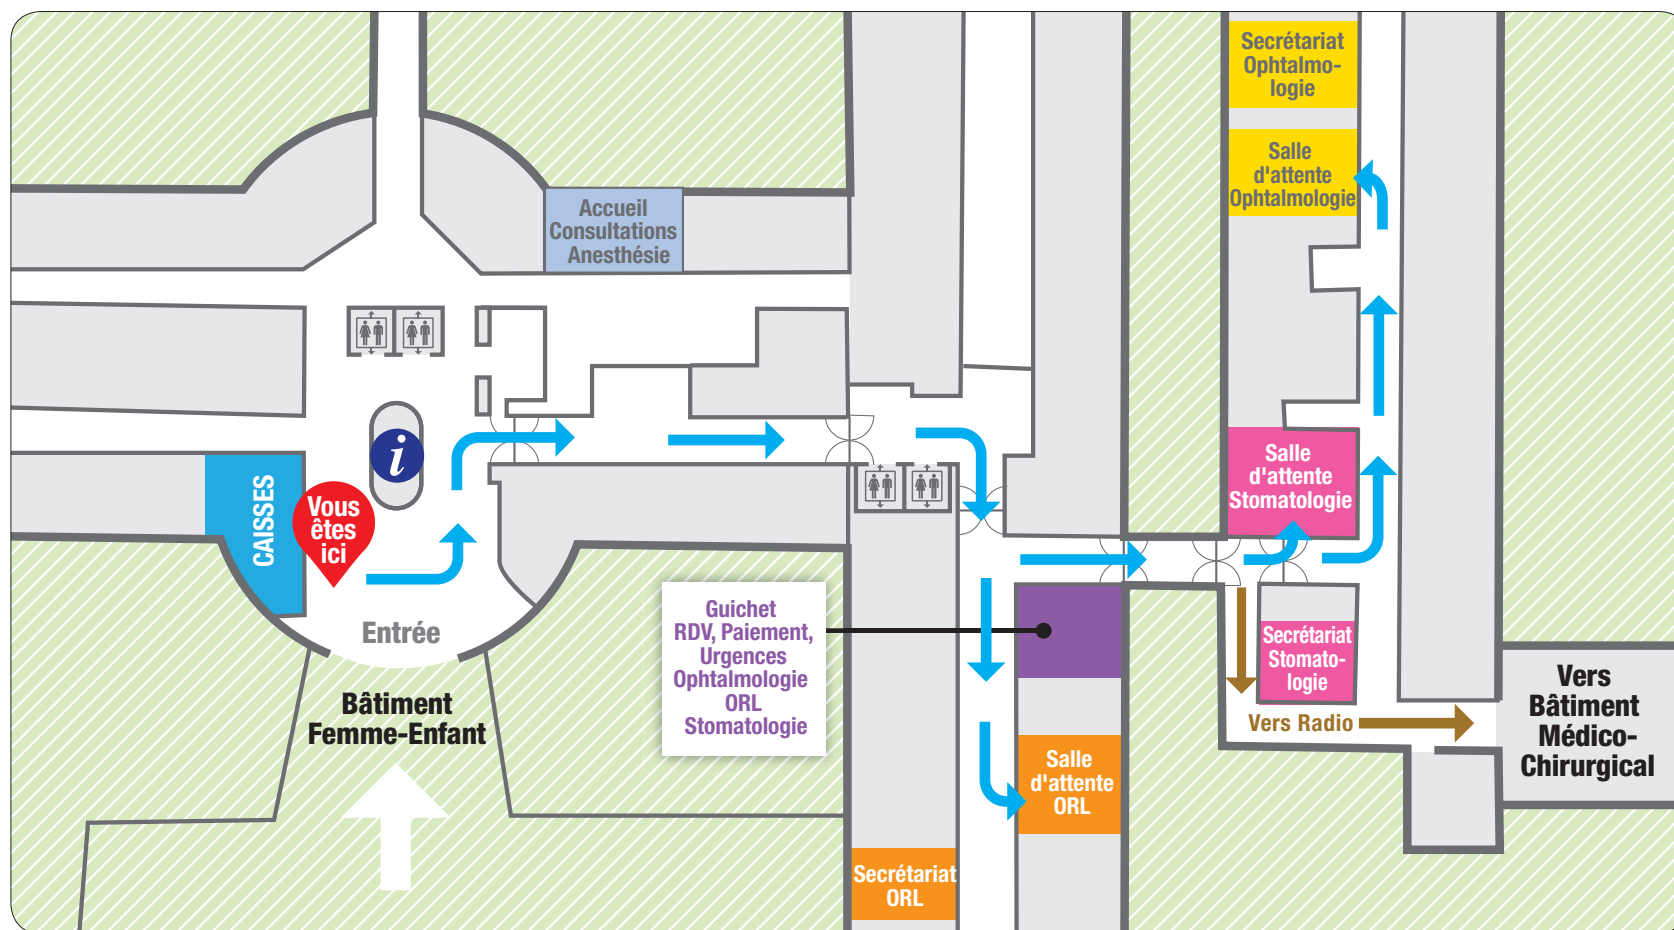 Secrétariat
Ophtalmo-
logie
Salle
d'attente
Ophtalmologie
Accueil
Consultations
Anesthésie
i
CAISSES
Vous
êtes
ici
Entrée
Bâtiment
Femme-Enfant
Guichet
RDV, Paiement,
Urgences
Ophtalmologie
ORL
Stomatologie
Salle
d'attente
Stomatologie
Secrétariat
Stomato-
logie
Vers Radio
Vers
Bâtiment
Médico-
Chirurgical
Salle
d'attente
ORL
Secrétariat
ORL